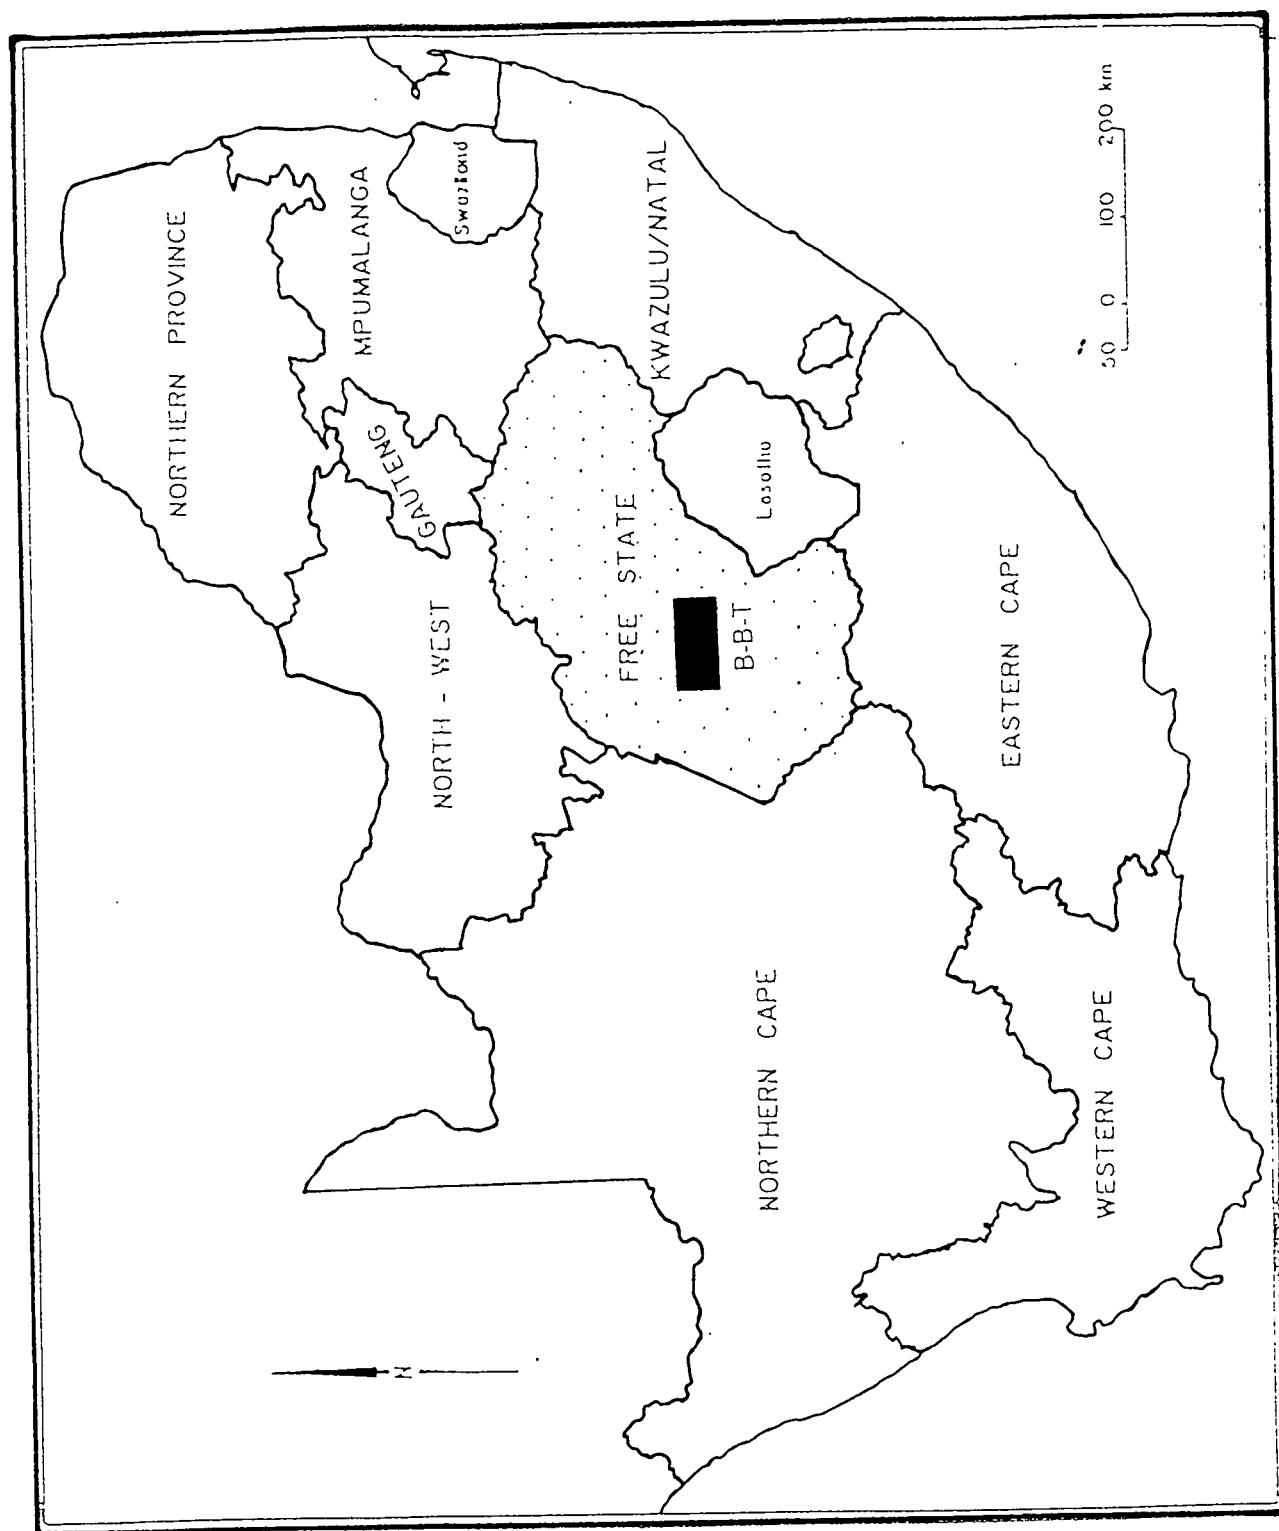 NORTHERN PROVINCE
MPUMALANGA
GAUTENG
N
NORTH - WEST
Swaziland
FREE STATE
KWAZULU/NATAL
B-B-T
Lesotho
NORTHERN CAPE
EASTERN CAPE
WESTERN CAPE
50 0 100 200 km